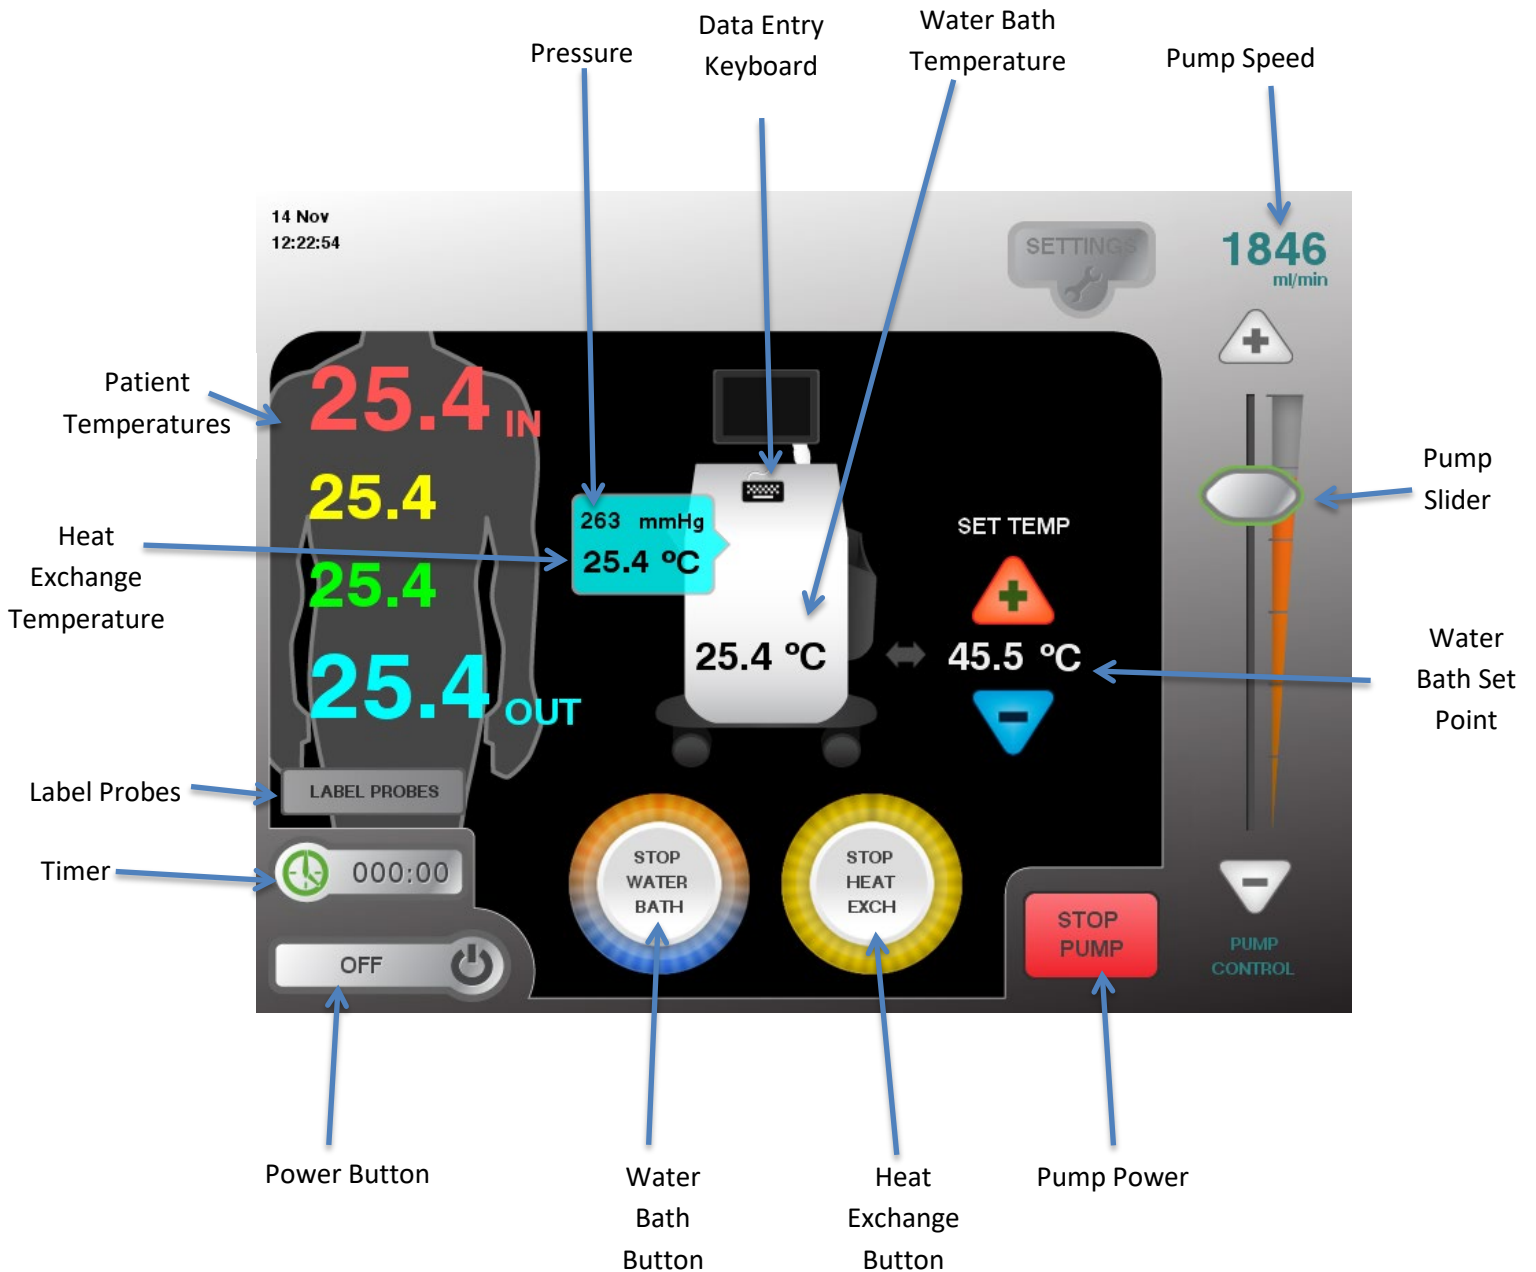 Pressure
Data Entry
Keyboard
Water Bath
Temperature
Pump Speed
14 Nov
12:22:54
SETTINGS
1846
ml/min
Patient
Temperatures
25.4 IN
25.4
25.4
25.4 OUT
Heat
Exchange
Temperature
263 mmHg
25.4 ºC
25.4 ºC
SET TEMP
45.5 ºC
Pump
Slider
Water
Bath Set
Point
Label Probes
LABEL PROBES
Timer
000:00
OFF
STOP
WATER
BATH
STOP
HEAT
EXCH
STOP
PUMP
PUMP
CONTROL
Power Button
Water
Bath
Button
Heat
Exchange
Button
Pump Power